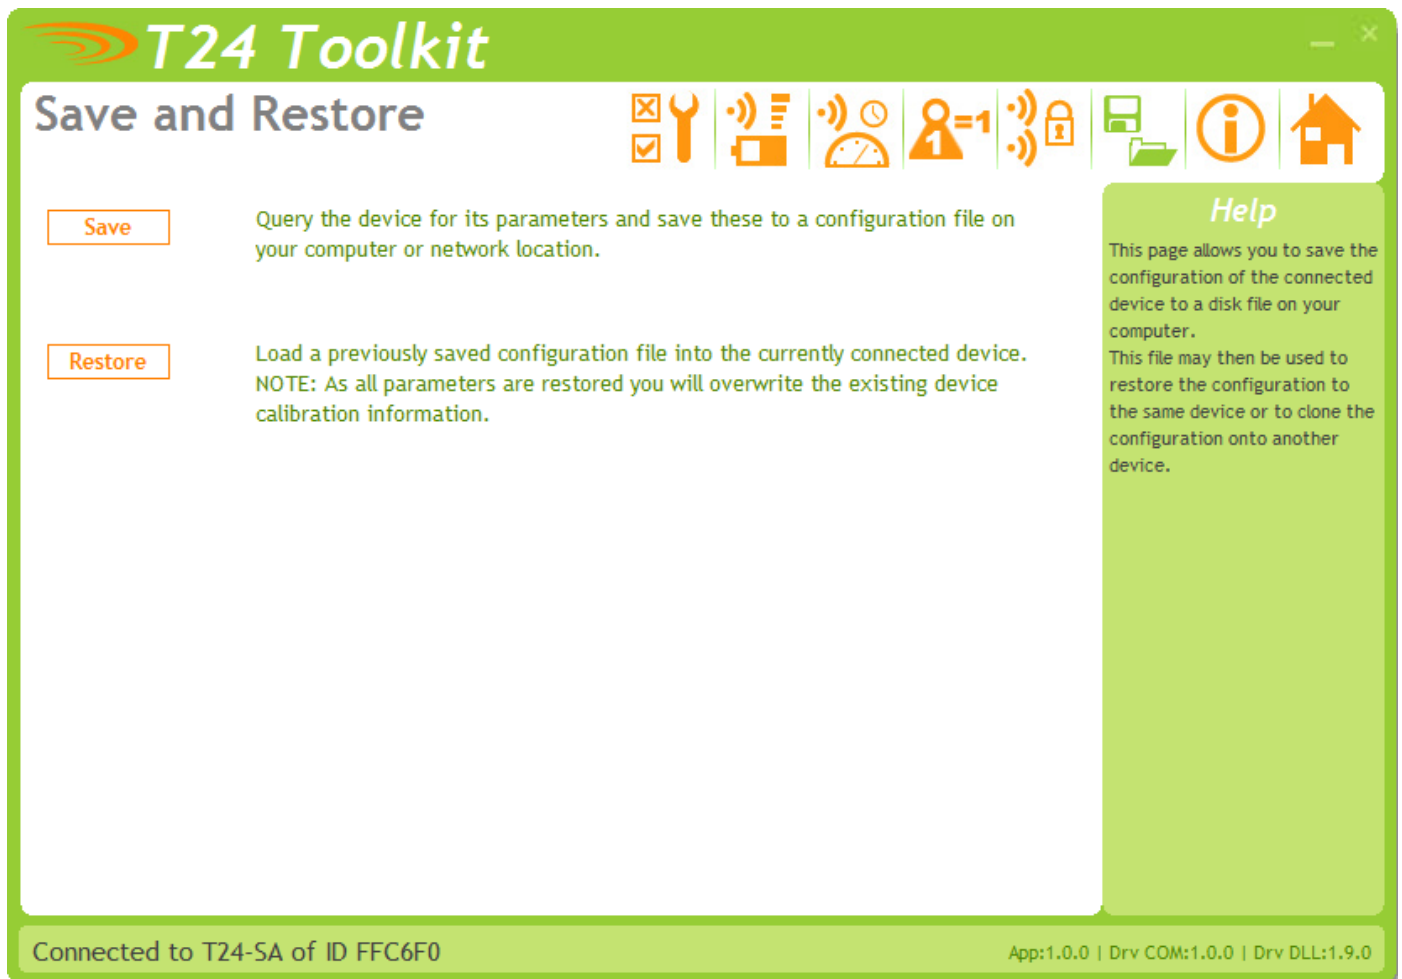 T24 Toolkit
Save and Restore
=1
1
1
Save
Query the device for its parameters and save these to a configuration file on
your computer or network location.
Restore
Load a previously saved configuration file into the currently connected device.
NOTE: As all parameters are restored you will overwrite the existing device
calibration information.
Help
This page allows you to save the
configuration of the connected
device to a disk file on your
computer.
This file may then be used to
restore the configuration to
the same device or to clone the
configuration onto another
device.
Connected to T24-SA of ID FFC6F0
App:1.0.0 | Drv COM:1.0.0 | Drv DLL:1.9.0